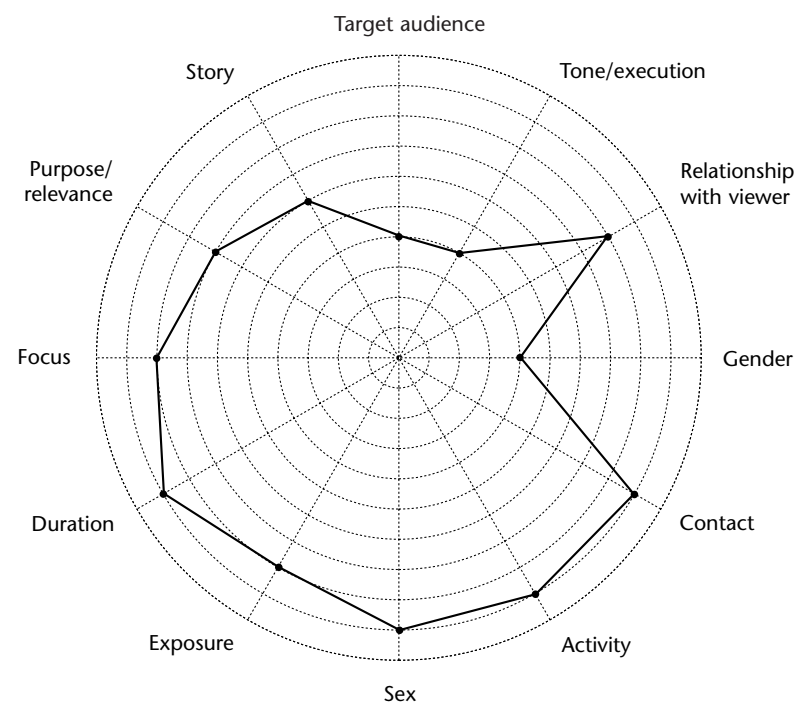 Target audience
Story
Tone/execution
Purpose/
relevance
Relationship
with viewer
Focus
Gender
Duration
Contact
Exposure
Activity
Sex